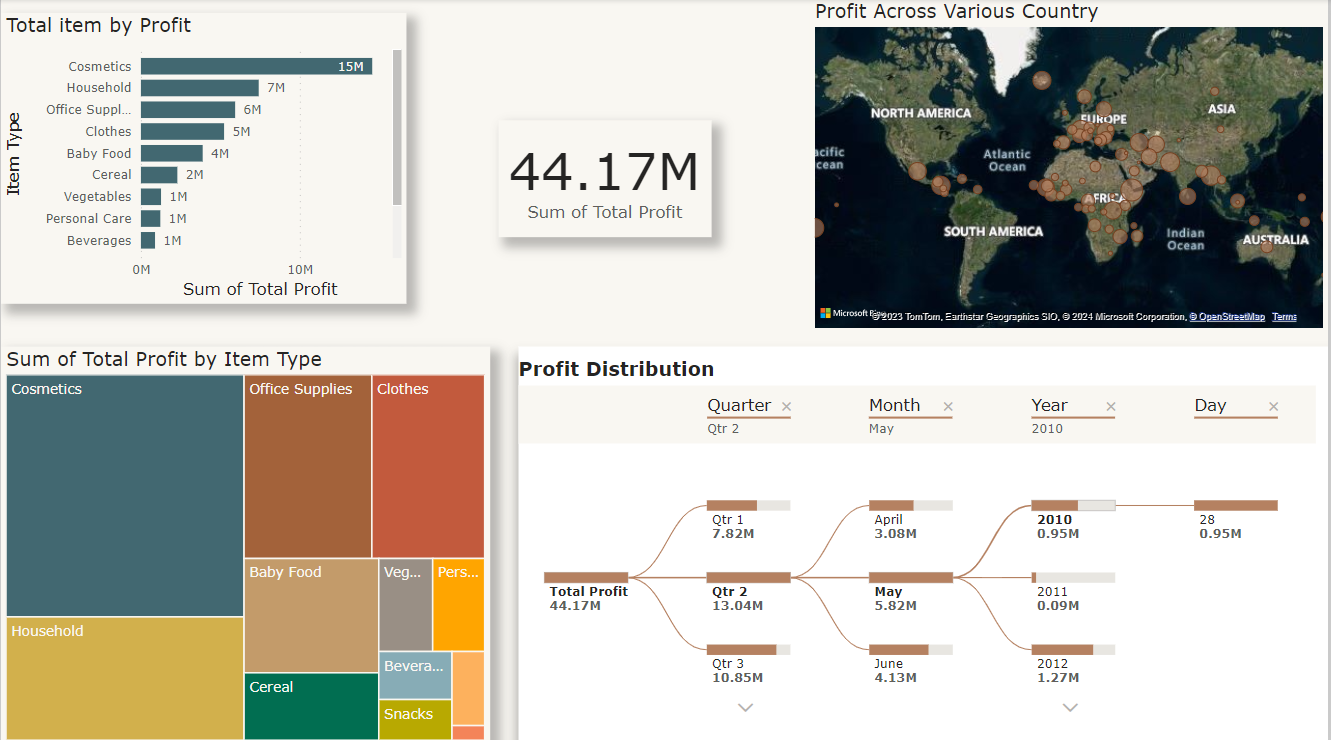 Total item by Profit
Item Type
Cosmetics 15M
Household 7M
Office Suppl... 6M
Clothes 5M
Baby Food 4M
Cereal 2M
Vegetables 1M
Personal Care 1M
Beverages 1M
0M 10M
Sum of Total Profit
44.17M
Sum of Total Profit
Profit Across Various Country
NORTH AMERICA
EUROPE
ASIA
acific
Ocean
Atlantic
Ocean
AFRICA
SOUTH AMERICA
Indian
Ocean
AUSTRALIA
Microsoft Bing
© 2023 TomTom, Earthstar Geographics SIO, © 2024 Microsoft Corporation, © OpenStreetMap Terms
Sum of Total Profit by Item Type
Cosmetics
Office Supplies
Clothes
Household
Baby Food
Veg...
Pers...
Bevera...
Cereal
Snacks
Profit Distribution
Quarter
Qtr 2
Month
May
Year
2010
Day
Total Profit
44.17M
Qtr 1
7.82M
Qtr 2
13.04M
Qtr 3
10.85M
April
3.08M
May
5.82M
June
4.13M
2010
0.95M
2011
0.09M
2012
1.27M
28
0.95M